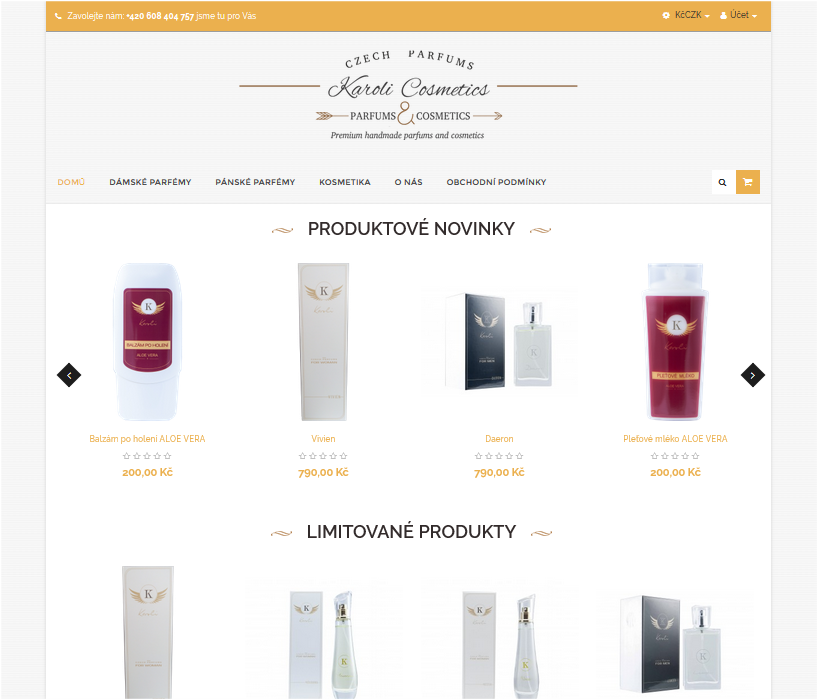 Zavolejte nám: +420 608 404 757 jsme tu pro Vás
KčCZK
Účet
CZECH PARFUMS
Karoli Cosmetics
PARFUMS & COSMETICS
Premium handmade parfums and cosmetics
DOMŮ DÁMSKÉ PARFÉMY PÁNSKÉ PARFÉMY KOSMETIKA O NÁS OBCHODNÍ PODMÍNKY
PRODUKTOVÉ NOVINKY
K
Karoli
BALZÁM PO HOLENÍ
ALOE VERA
K
K
K
K
PLEŤOVÉ MLÉKO
Balzám po holení ALOE VERA
200,00 Kč
Vivien
790,00 Kč
Daeron
790,00 Kč
Pleťové mléko ALOE VERA
200,00 Kč
LIMITOVANÉ PRODUKTY
K
K
K
K
K
K